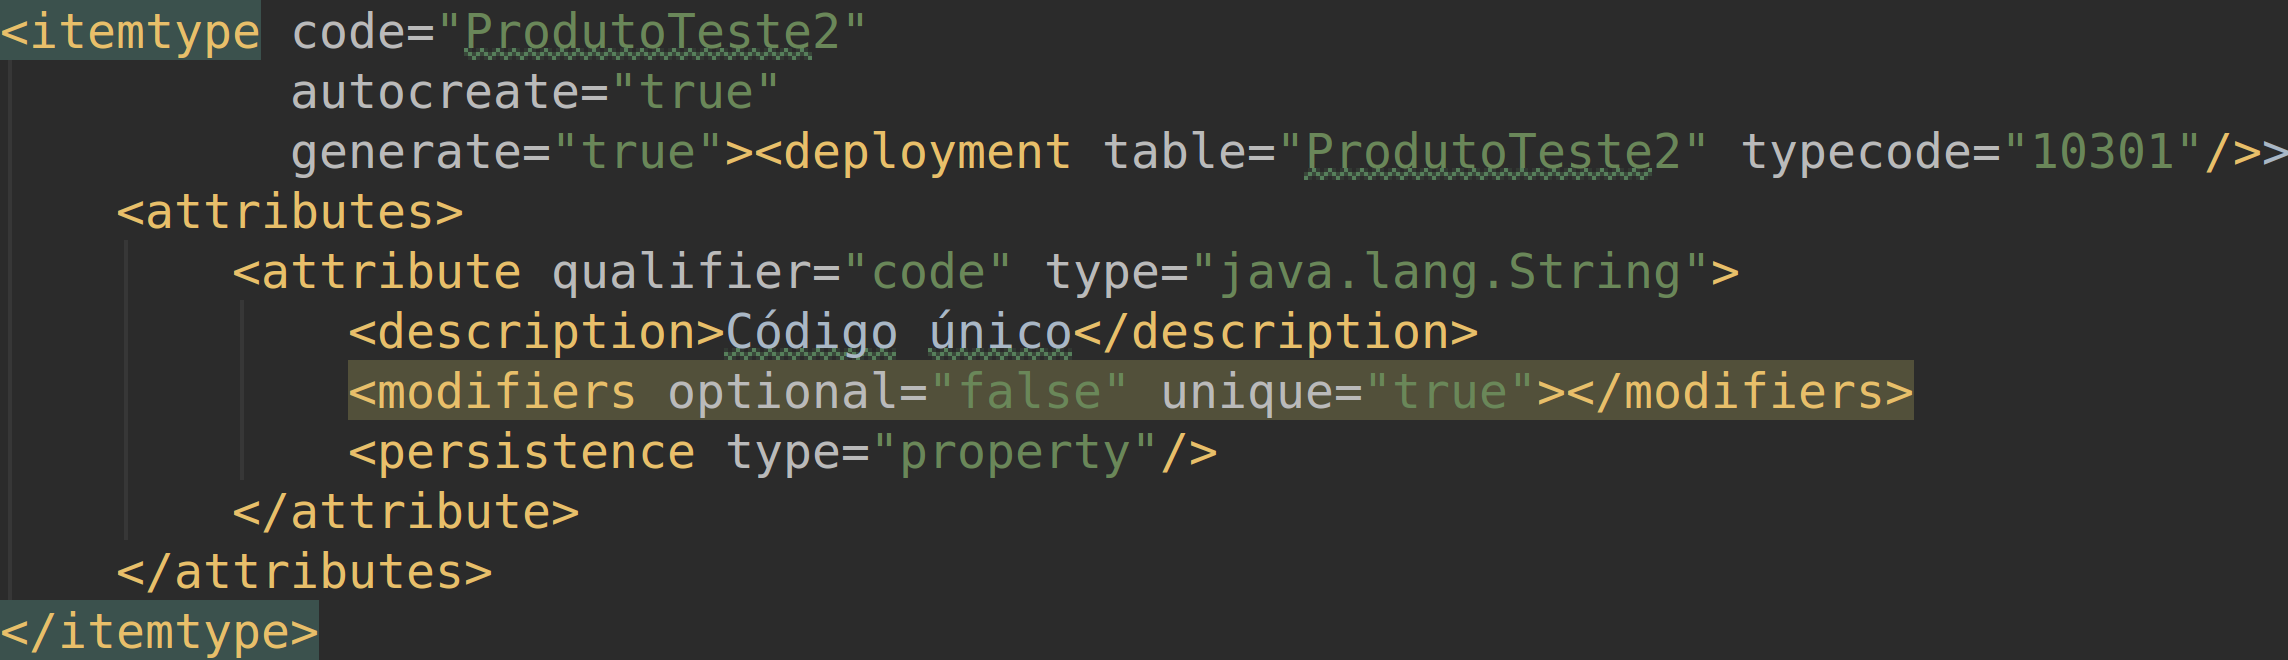 <itemtype code="ProdutoTeste2"
autocreate="true"
generate="true"><deployment table="ProdutoTeste2" typecode="10301"/>>
<attributes>
<attribute qualifier="code" type="java.lang.String">
<description>Código único</description>
<modifiers optional="false" unique="true"></modifiers>
<persistence type="property"/>
</attribute>
</attributes>
</itemtype>